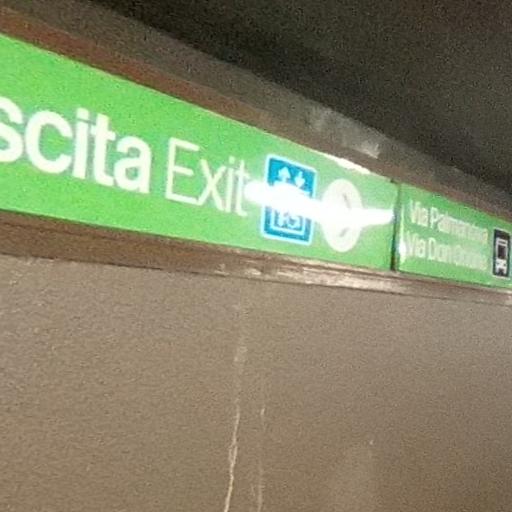 scita Exit
Via Palmanova
Via Don Orione